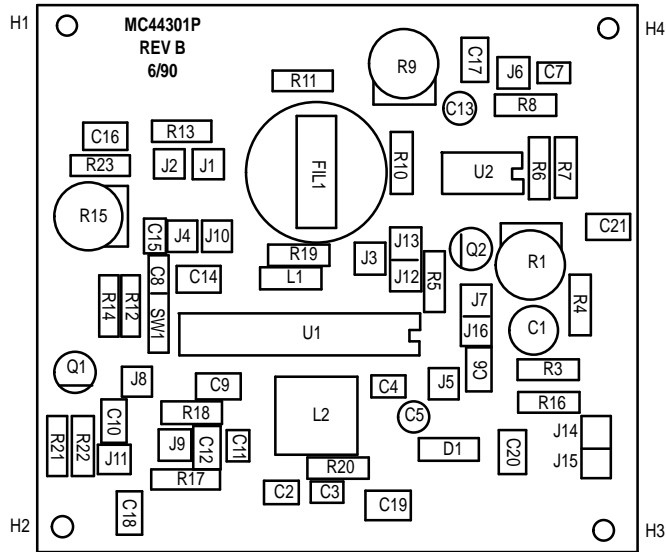 H1
MC44301P
REV B
6/90
H4
R9
C17
J6
C7
R11
C13
R8
C16
R13
FIL1
R10
R23
J2
J1
U2
R6
R7
R15
C15
J4
J10
R19
J3
J13
J12
Q2
R1
C21
C8
C14
L1
R5
J7
R4
R14
R12
SW1
U1
J16
C1
Q1
J8
C9
C4
J5
C6
R3
R16
L2
C10
R18
C5
J14
R21
R22
J9
C12
C11
D1
C20
J11
R20
J15
R17
C2
C3
C19
C18
H2
H3